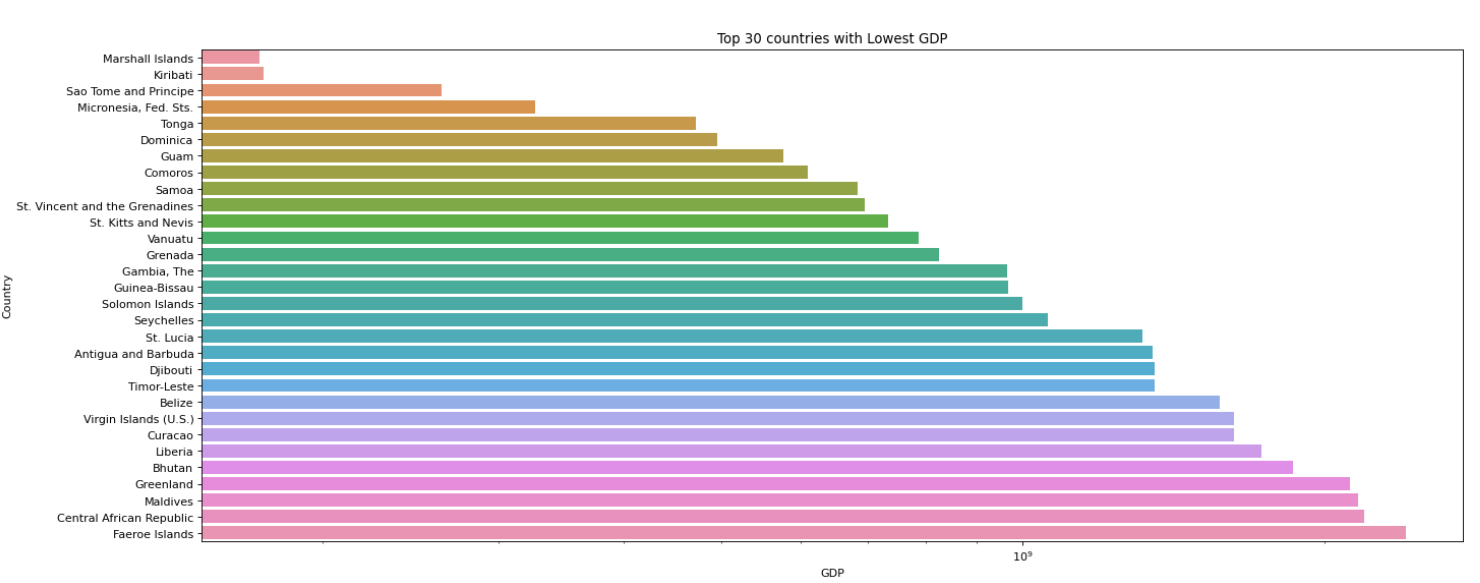 Top 30 countries with Lowest GDP
Marshall Islands
Kiribati
Sao Tome and Principe
Micronesia, Fed. Sts.
Tonga
Dominica
Guam
Comoros
Samoa
St. Vincent and the Grenadines
St. Kitts and Nevis
Vanuatu
Grenada
Gambia, The
Guinea-Bissau
Solomon Islands
Seychelles
St. Lucia
Antigua and Barbuda
Djibouti
Timor-Leste
Belize
Virgin Islands (U.S.)
Curacao
Liberia
Bhutan
Greenland
Maldives
Central African Republic
Faeroe Islands
Country
10⁹
GDP